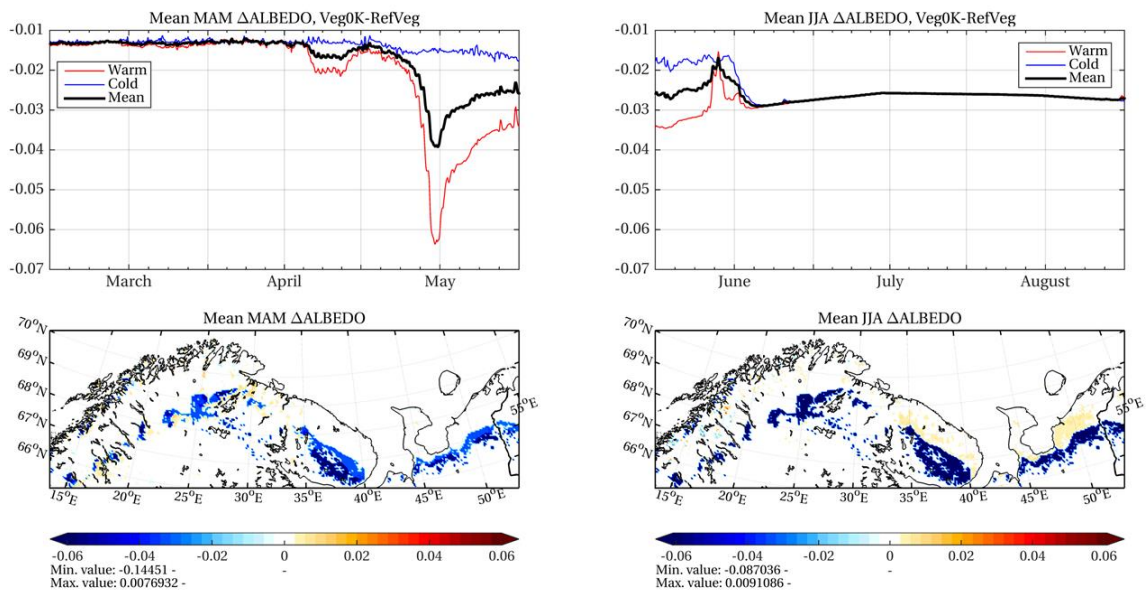 Mean MAM ΔALBEDO, Veg0K-RefVeg
-0.01
-0.02
-0.03
-0.04
-0.05
-0.06
-0.07
Warm
Cold
Mean
March April May
Mean JJA ΔALBEDO, Veg0K-RefVeg
-0.01
-0.02
-0.03
-0.04
-0.05
-0.06
-0.07
Warm
Cold
Mean
June July August
Mean MAM ΔALBEDO
70°N
69°N
68°N
67°N
66°N
55°E
15°E 20°E 25°E 30°E 35°E 40°E 45°E 50°E
-0.06 -0.04 -0.02 0 0.02 0.04 0.06
Min. value: -0.14451 - -
Max. value: 0.0076932 -
Mean JJA ΔALBEDO
70°N
69°N
68°N
67°N
66°N
55°E
15°E 20°E 25°E 30°E 35°E 40°E 45°E 50°E
-0.06 -0.04 -0.02 0 0.02 0.04 0.06
Min. value: -0.087036 - -
Max. value: 0.0091086 -